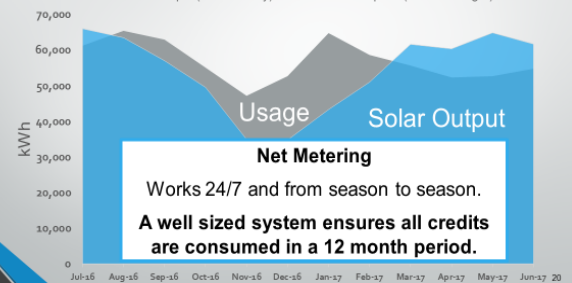 70,000
60,000
50,000
40,000
30,000
20,000
10,000
0
kWh
Usage
Solar Output
Net Metering
Works 24/7 and from season to season.
A well sized system ensures all credits
are consumed in a 12 month period.
Jul-16 Aug-16 Sep-16 Oct-16 Nov-16 Dec-16 Jan-17 Feb-17 Mar-17 Apr-17 May-17 Jun-17 20